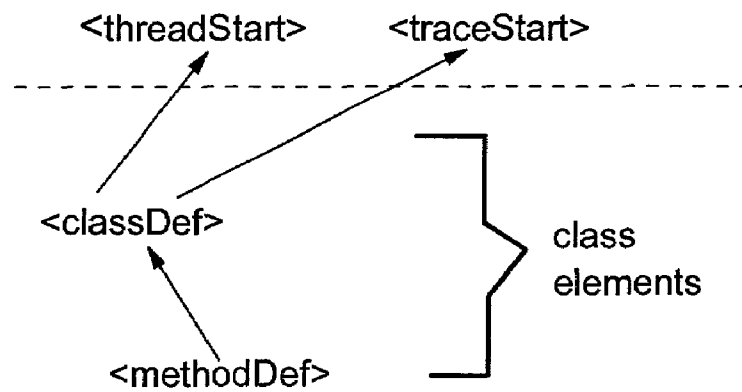 <threadStart> <traceStart>
<classDef>
class
elements
<methodDef>